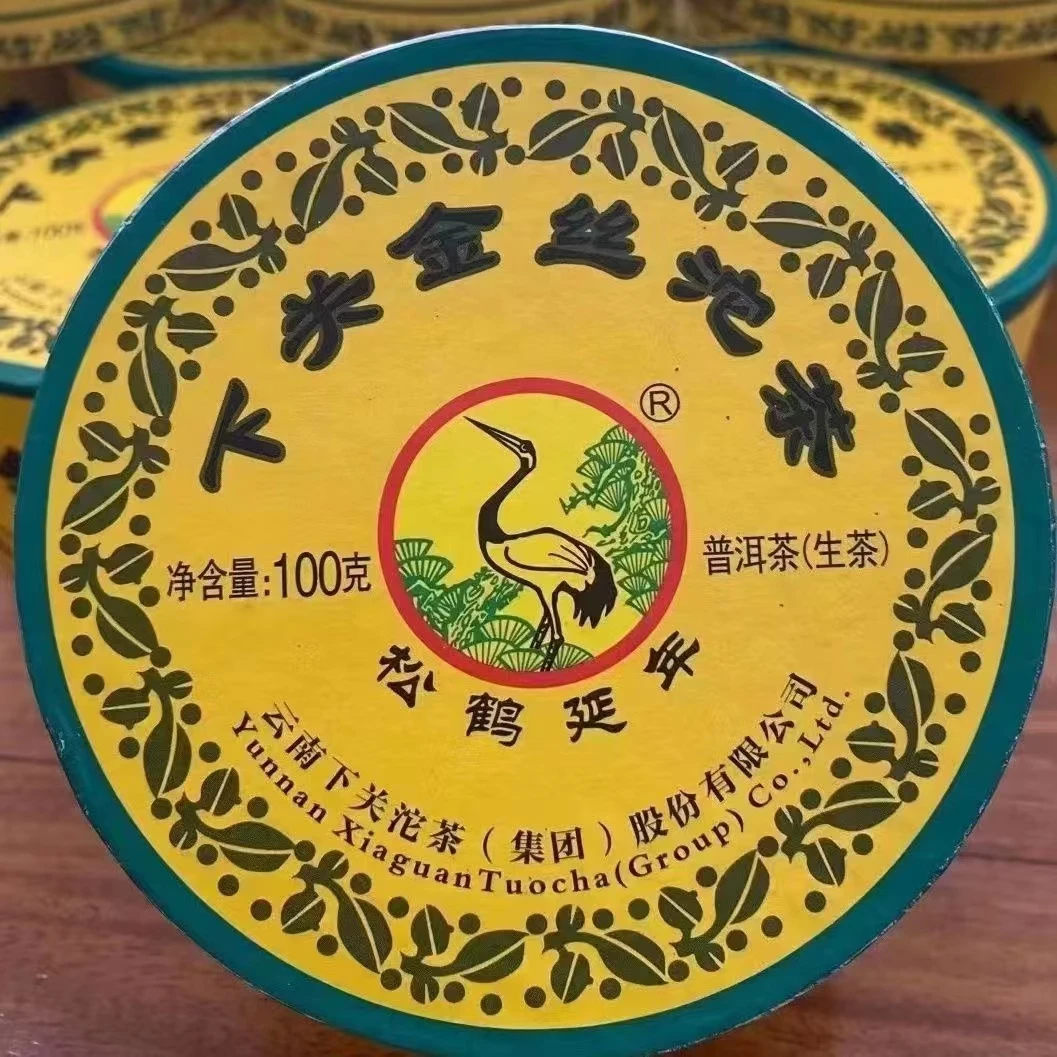 下关金丝沱茶
®
净含量:100克
普洱茶(生茶)
松鹤延年
云南下关沱茶(集团)股份有限公司
Yunnan XiaguanTuocha(Group) Co.,Ltd.